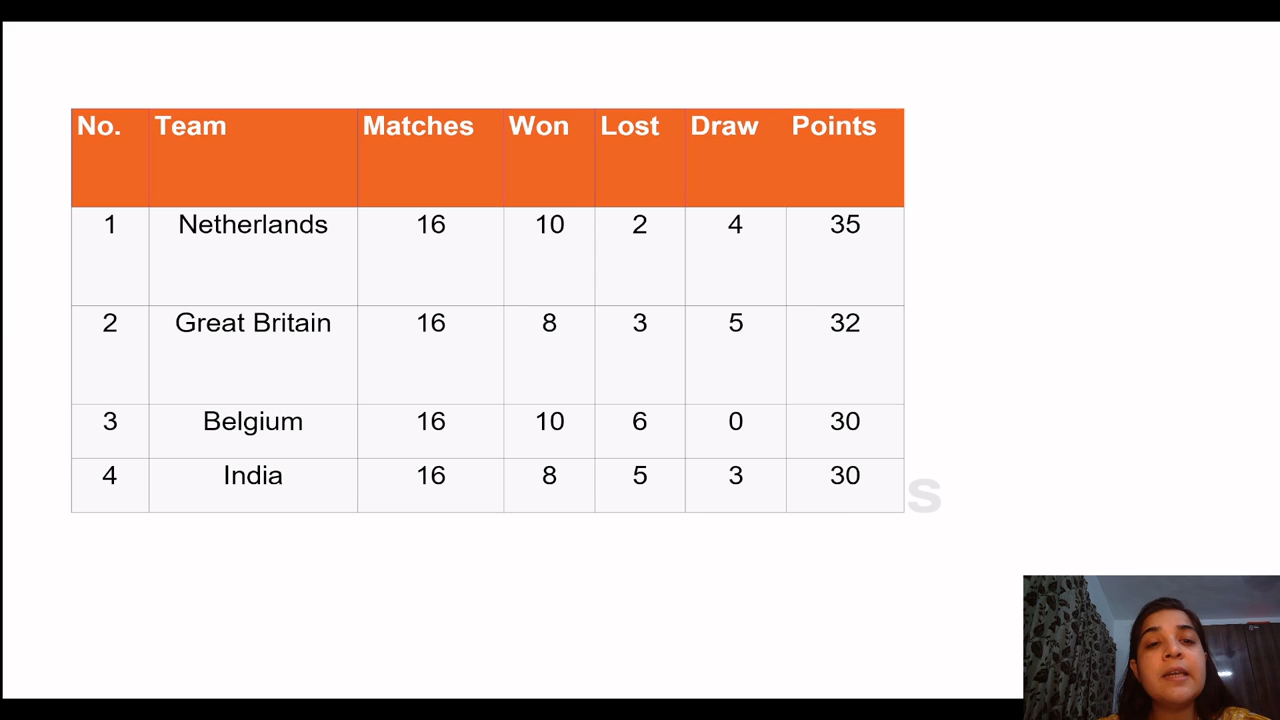 No. Team Matches Won Lost Draw Points
1 Netherlands 16 10 2 4 35
2 Great Britain 16 8 3 5 32
3 Belgium 16 10 6 0 30
4 India 16 8 5 3 30
s